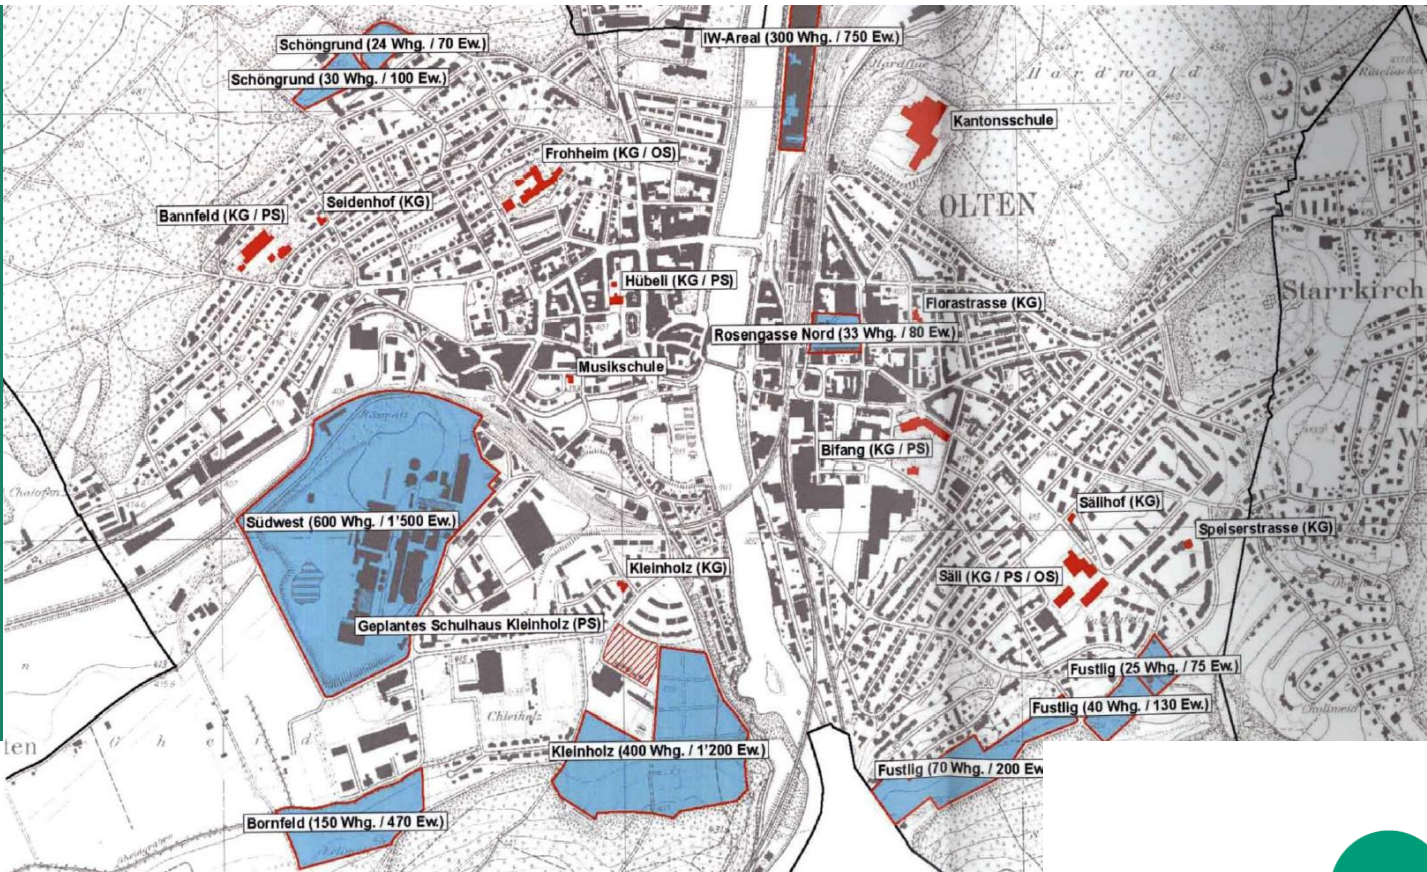 Schöngrund (24 Whg. / 70 Ew.)
IW-Areal (300 Whg. / 750 Ew.)
Schöngrund (30 Whg. / 100 Ew.)
Hardwald
Kantonsschule
Frohheim (KG / OS)
Seidenhof (KG)
Bannfeld (KG / PS)
OLTEN
Hübeli (KG / PS)
Starrkirch
Florastrasse (KG)
Rosengasse Nord (33 Whg. / 80 Ew.)
Musikschule
Bifang (KG / PS)
Sälihof (KG)
Südwest (600 Whg. / 1'500 Ew.)
Speiserstrasse (KG)
Kleinholz (KG)
Säli (KG / PS / OS)
Geplantes Schulhaus Kleinholz (PS)
Fustlig (25 Whg. / 75 Ew.)
Fustlig (40 Whg. / 130 Ew.)
Chleiholz
Gheid
Kleinholz (400 Whg. / 1'200 Ew.)
Fustlig (70 Whg. / 200 Ew
Bornfeld (150 Whg. / 470 Ew.)